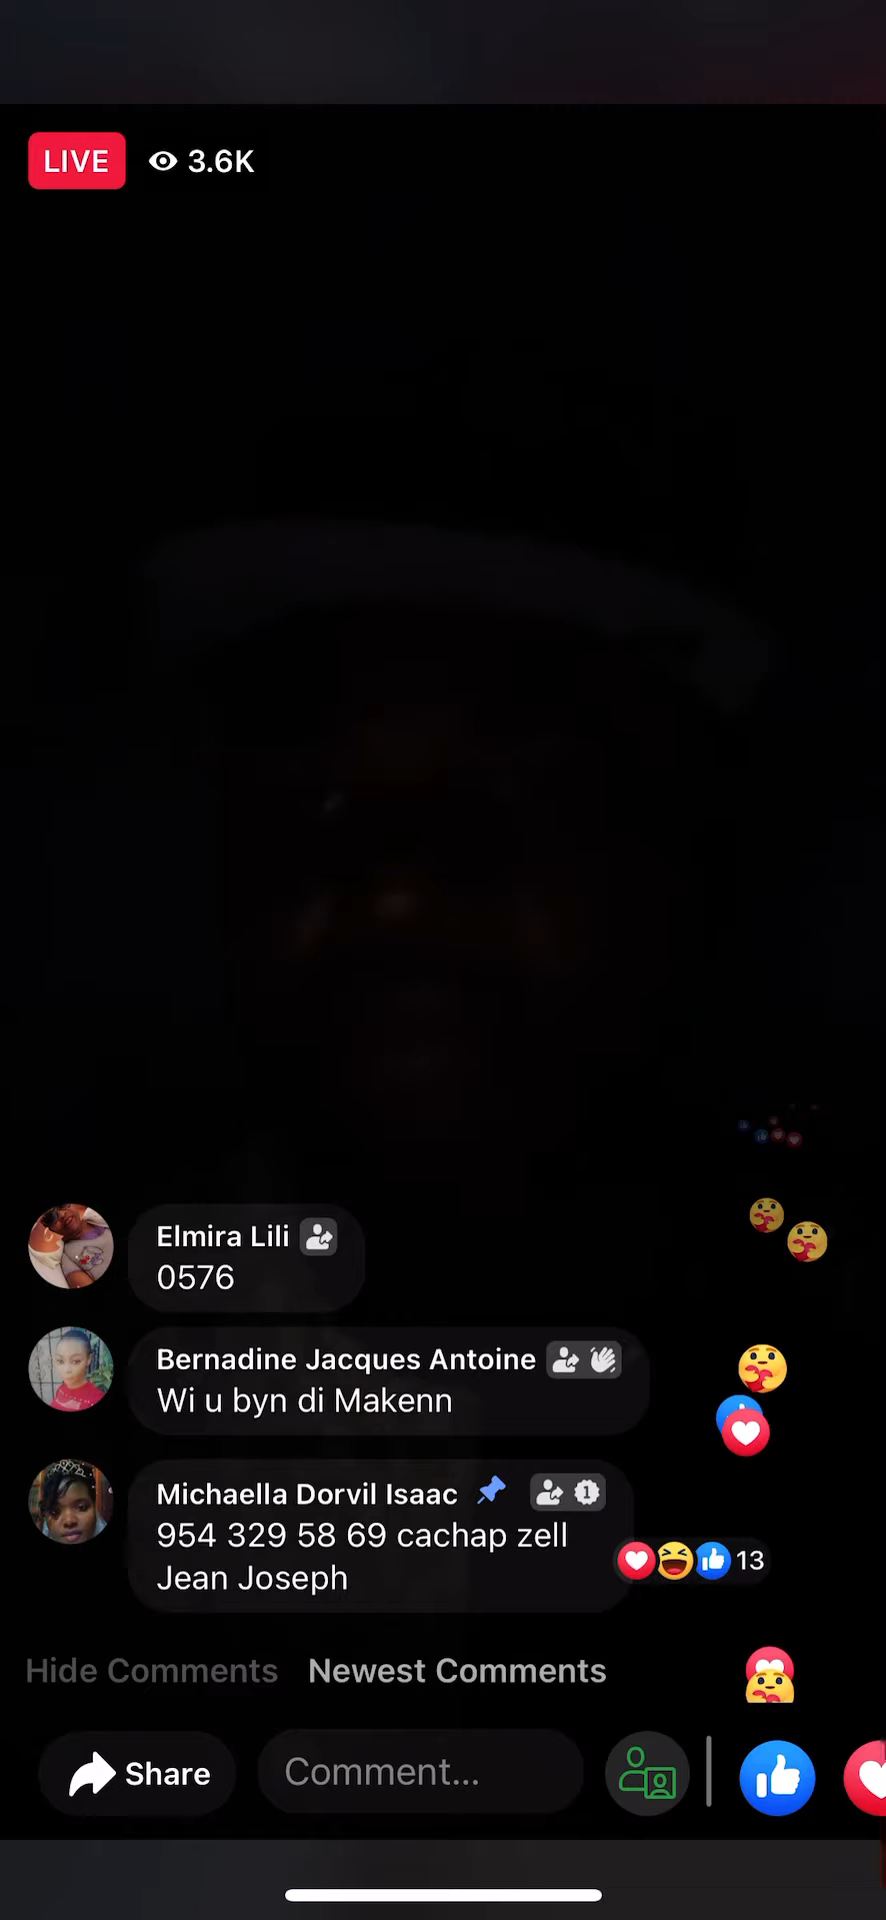 LIVE 3.6K
Elmira Lili
0576
Bernadine Jacques Antoine
Wi u byn di Makenn
Michaella Dorvil Isaac 1
954 329 58 69 cachap zell
Jean Joseph
13
Hide Comments Newest Comments
Share Comment...